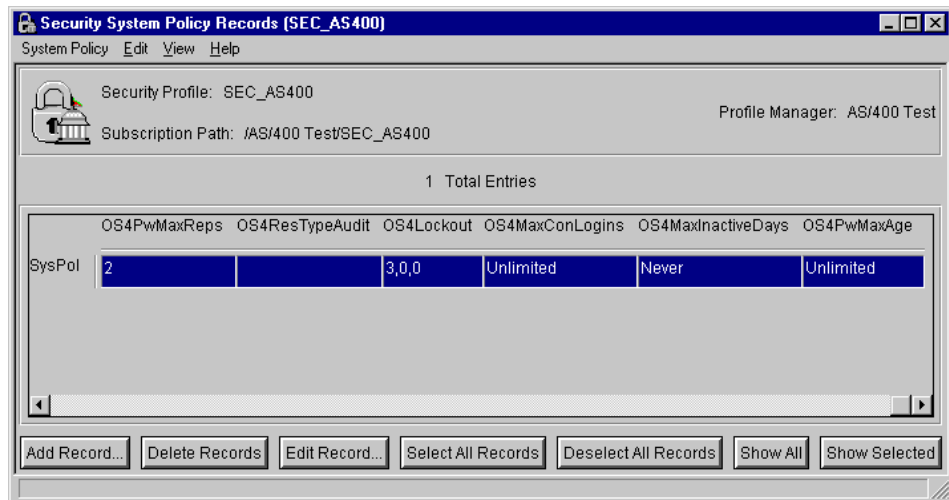 Security System Policy Records (SEC_AS400)
System Policy Edit View Help
Security Profile: SEC_AS400
Profile Manager: AS/400 Test
Subscription Path: /AS/400 Test/SEC_AS400
1 Total Entries
OS4PwMaxReps OS4ResTypeAudit OS4Lockout OS4MaxConLogins OS4MaxInactiveDays OS4PwMaxAge
SysPol 2 3,0,0 Unlimited Never Unlimited
Add Record... Delete Records Edit Record... Select All Records Deselect All Records Show All Show Selected